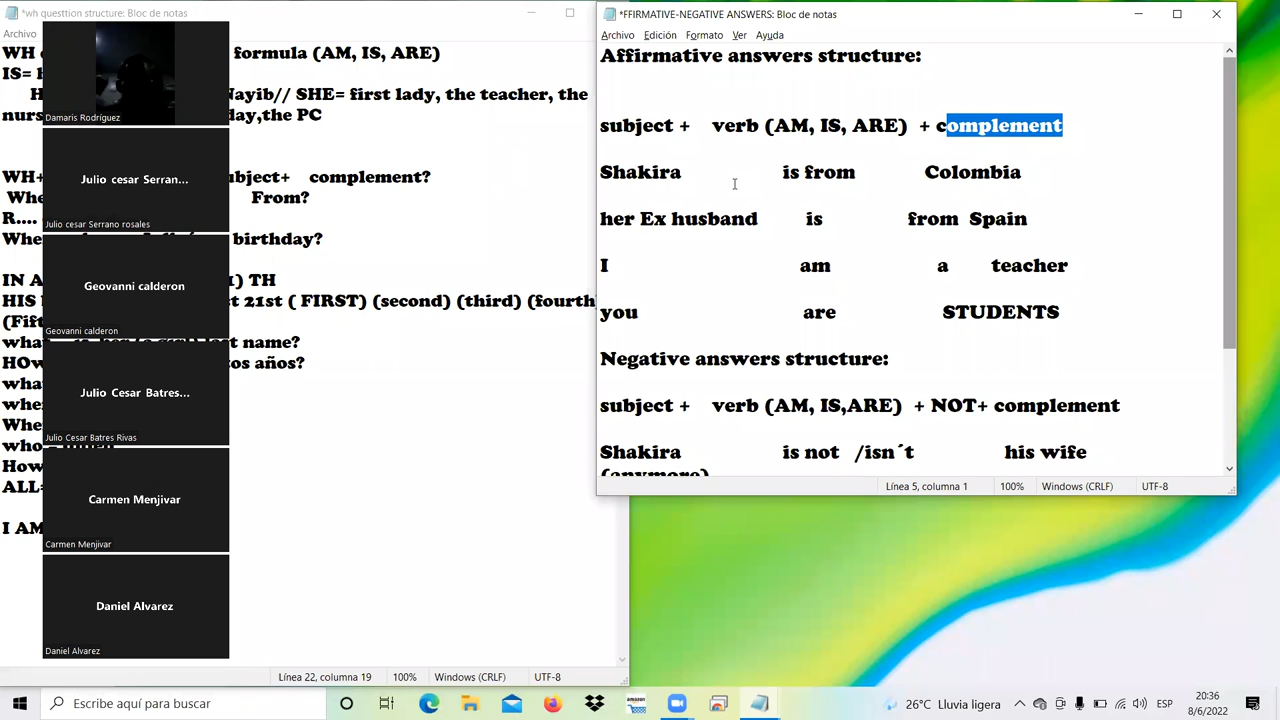 *wh questtion structure: Bloc de notas
Archivo
WH formula (AM, IS, ARE)
IS=
Nayib// SHE= first lady, the teacher, the
the PC
WH+ complement?
From?
R....
birthday?
IN A TH
HIS 21st ( FIRST) (second) (third) (fourth
name?
años?
who
How
ALL=
I AM
Damaris Rodríguez
Julio cesar Serran...
Julio cesar Serrano rosales
Geovanni calderon
Geovanni calderon
Julio Cesar Batres...
Julio Cesar Batres Rivas
Carmen Menjivar
Carmen Menjivar
Daniel Alvarez
Daniel Alvarez
Línea 22, columna 19 100% Windows (CRLF) UTF-8
*FFIRMATIVE-NEGATIVE ANSWERS: Bloc de notas
Archivo Edición Formato Ver Ayuda
Affirmative answers structure:
subject + verb (AM, IS, ARE) + complement
Shakira is from Colombia
her Ex husband is from Spain
I am a teacher
you are STUDENTS
Negative answers structure:
subject + verb (AM, IS,ARE) + NOT+ complement
Shakira is not /isn´t his wife
(anymore)
Línea 5, columna 1 100% Windows (CRLF) UTF-8
Escribe aquí para buscar
amazon
26°C Lluvia ligera
ESP
20:36
8/6/2022